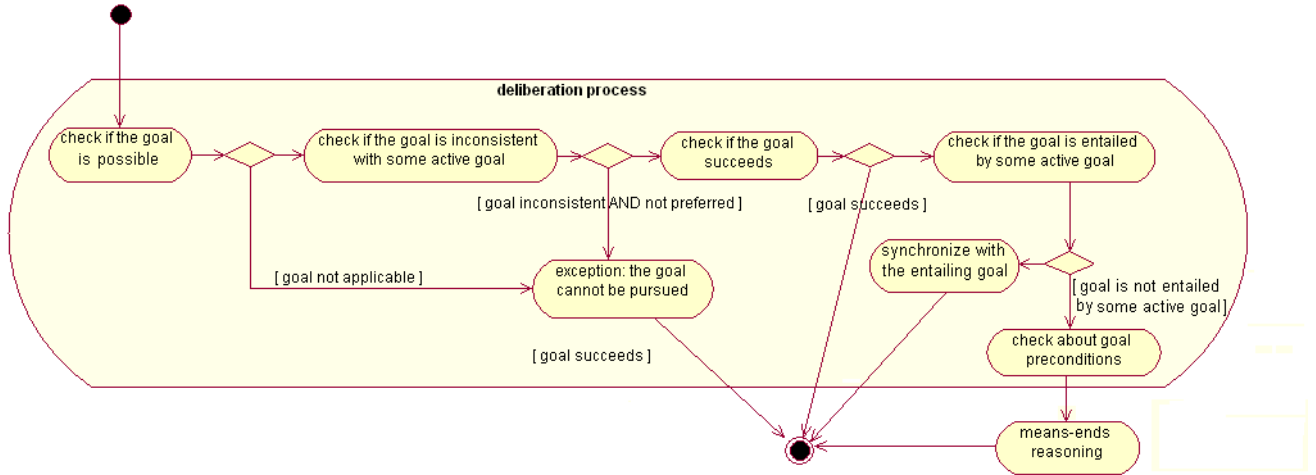 deliberation process
check if the goal
is possible
check if the goal is inconsistent
with some active goal
check if the goal
succeeds
check if the goal is entailed
by some active goal
[ goal inconsistent AND not preferred ]
[ goal succeeds ]
[ goal not applicable ]
exception: the goal
cannot be pursued
synchronize with
the entailing goal
[ goal is not entailed
by some active goal]
check about goal
preconditions
[ goal succeeds ]
means-ends
reasoning